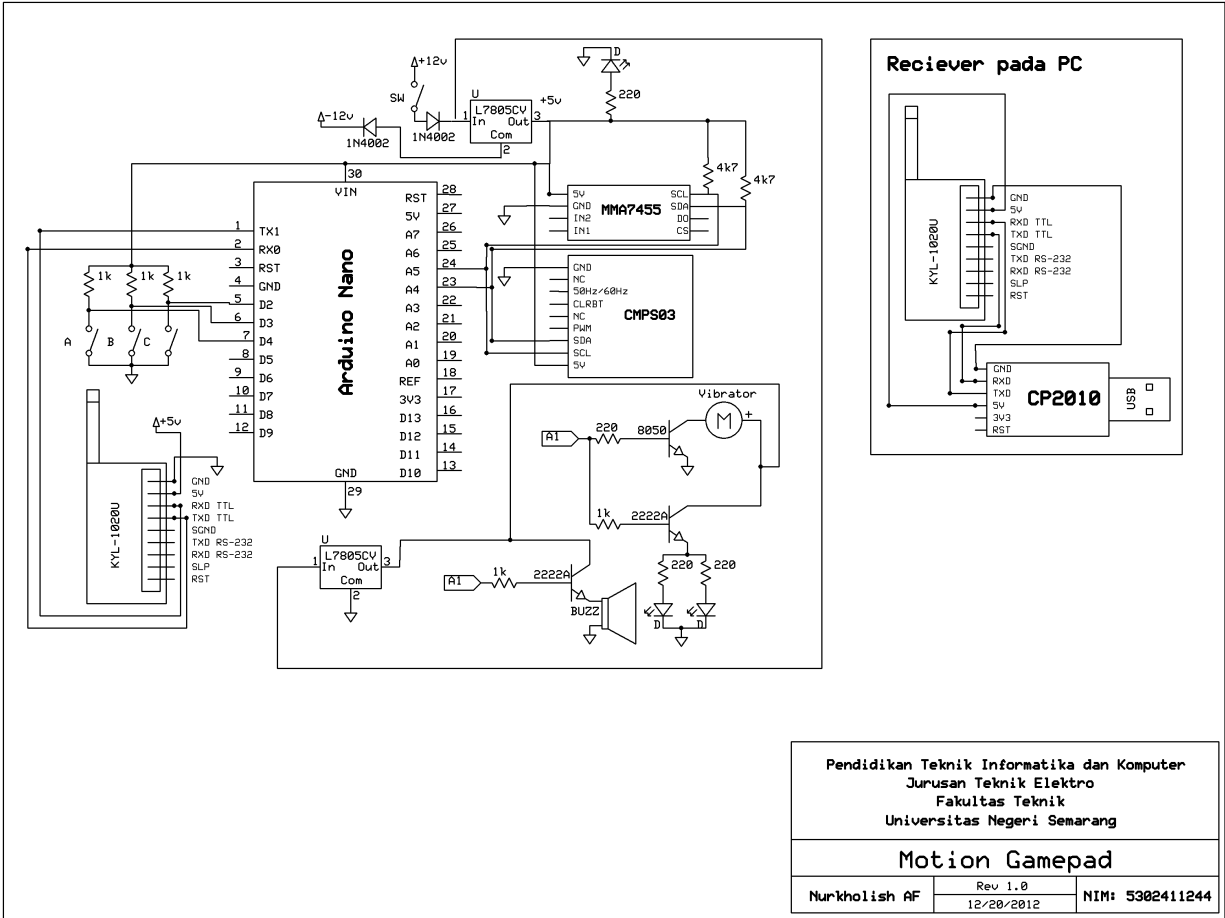 +12v
SW
-12v
1N4002
1N4002
U
L7805CV
1 In Out 3
Com
2
+5v
D
220
4k7
4k7
30
VIN
Arduino Nano
1 TX1
2 RX0
3 RST
4 GND
5 D2
6 D3
7 D4
8 D5
9 D6
10 D7
11 D8
12 D9
RST 28
5V 27
A7 26
A6 25
A5 24
A4 23
A3 22
A2 21
A1 20
A0 19
REF 18
3V3 17
D13 16
D12 15
D11 14
D10 13
GND
29
1k
1k
1k
A
B
C
MMA7455
5V
GND
IN2
IN1
SCL
SDA
DO
CS
CMPS03
GND
NC
50Hz/60Hz
CLRBT
NC
PWM
SDA
SCL
5V
+5v
KYL-1020U
GND
5V
RXD TTL
TXD TTL
SGND
TXD RS-232
RXD RS-232
SLP
RST
Vibrator
M
+
A1
220
8050
1k
2222A
220
220
D
D
U
L7805CV
1 In Out 3
Com
2
A1
1k
2222A
BUZZ
Reciever pada PC
KYL-1020U
GND
5V
RXD TTL
TXD TTL
SGND
TXD RS-232
RXD RS-232
SLP
RST
CP2010
GND
RXD
TXD
5V
3V3
RST
USB
Pendidikan Teknik Informatika dan Komputer
Jurusan Teknik Elektro
Fakultas Teknik
Universitas Negeri Semarang
Motion Gamepad
Nurkholish AF
Rev 1.0
12/20/2012
NIM: 5302411244